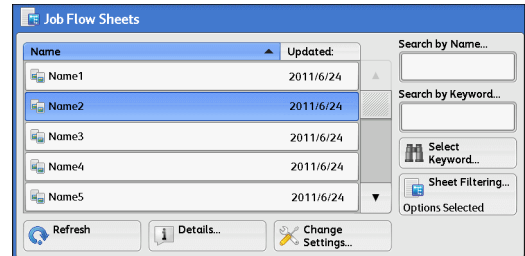 Job Flow Sheets
Name Updated:
Name1 2011/6/24
Name2 2011/6/24
Name3 2011/6/24
Name4 2011/6/24
Name5 2011/6/24
Search by Name...
Search by Keyword...
Select
Keyword...
Sheet Filtering...
Options Selected
Refresh
Details...
Change
Settings...